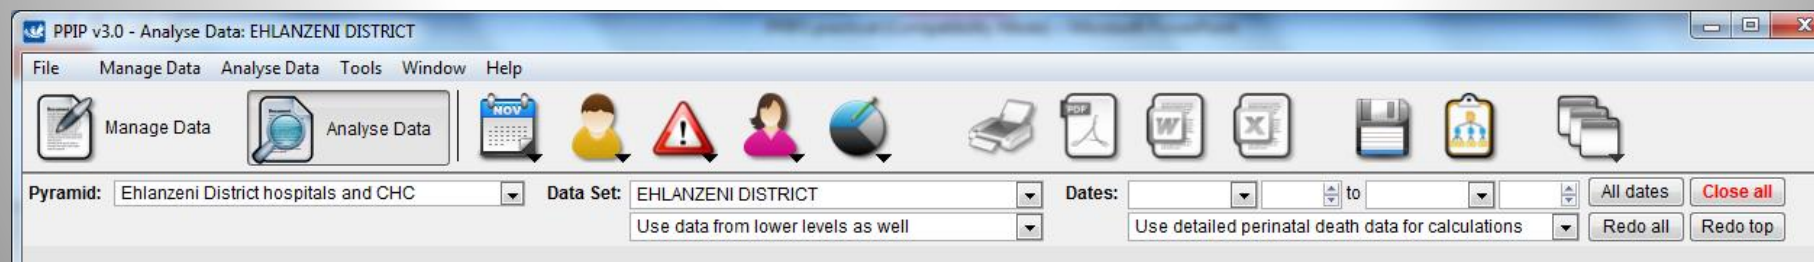 PPIP v3.0 - Analyse Data: EHLANZENI DISTRICT
File Manage Data Analyse Data Tools Window Help
Manage Data Analyse Data NOV PDF W X
Pyramid: Ehlanzeni District hospitals and CHC Data Set: EHLANZENI DISTRICT Dates: to All dates Close all
Use data from lower levels as well Use detailed perinatal death data for calculations Redo all Redo top